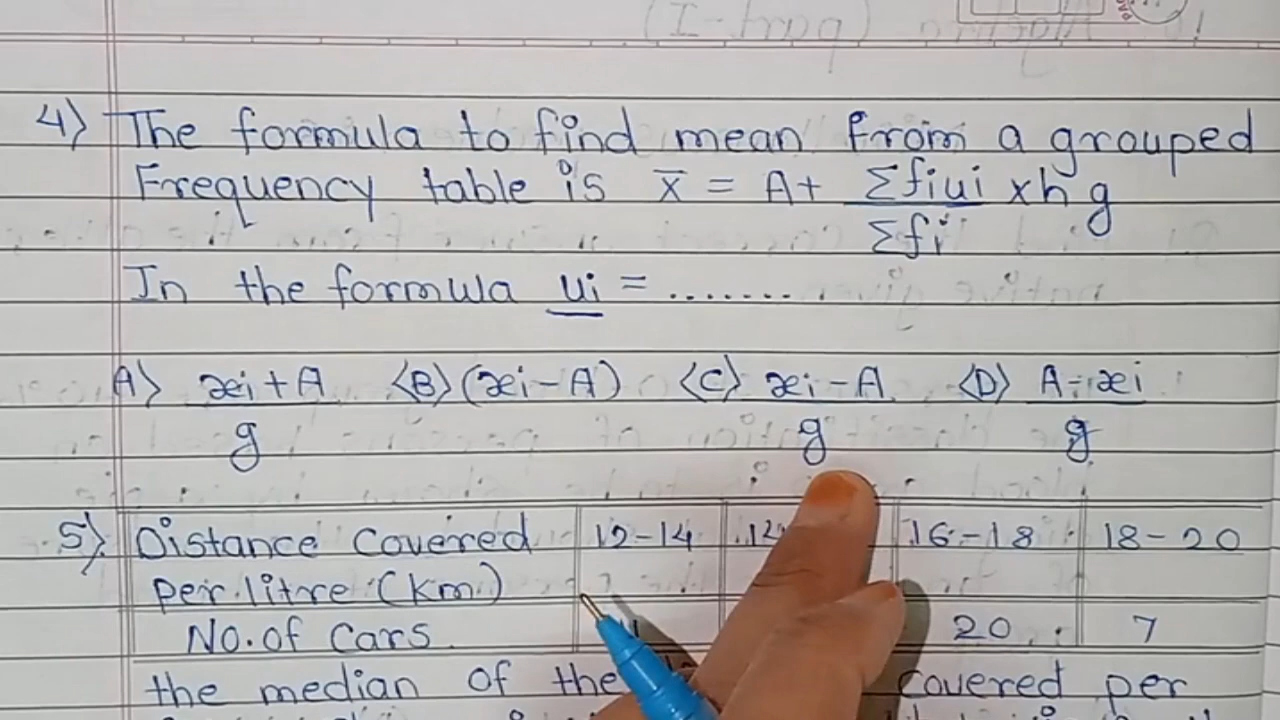 4) The formula to find mean from a grouped
Frequency table is x̄ = A+ Σfiui/Σfi xh g
In the formula ui = .......
A) xi+A/g <B> (xi-A) <C> xi-A/g <D> A-xi/g
5) Distance Covered 12-14 16-18 18-20
Per litre (Km)
No. of Cars 20 7
the median of the covered per